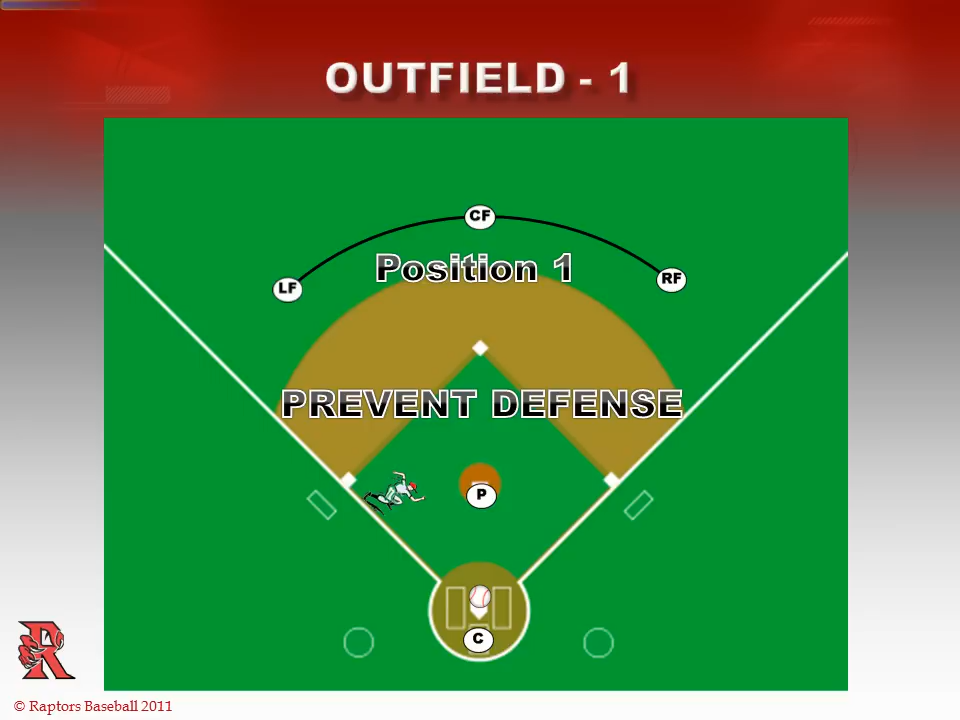 OUTFIELD - 1
CF
Position 1
LF
RF
PREVENT DEFENSE
P
C
R
© Raptors Baseball 2011